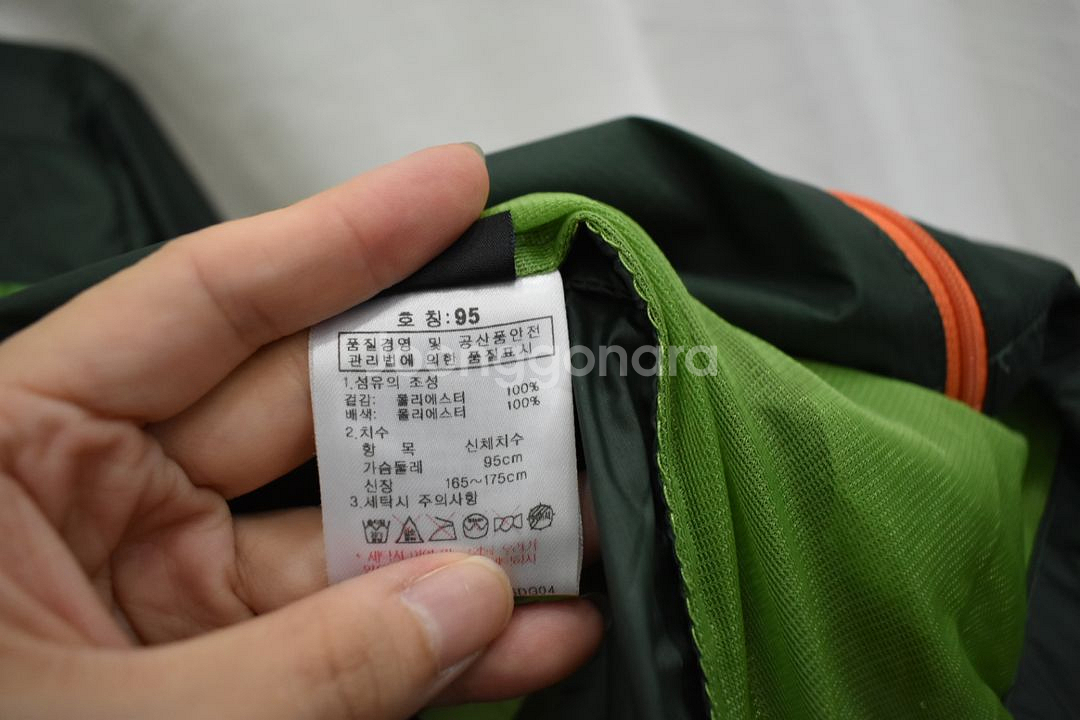 호 칭:95
품질경영 및 공산품안전
관리법에 의한 품질표시
joonggonara
1.섬유의 조성
겉감: 폴리에스터 100%
배색: 폴리에스터 100%
2.치수
항 목 신체치수
가슴둘레 95cm
신장 165~175cm
3.세탁시 주의사항